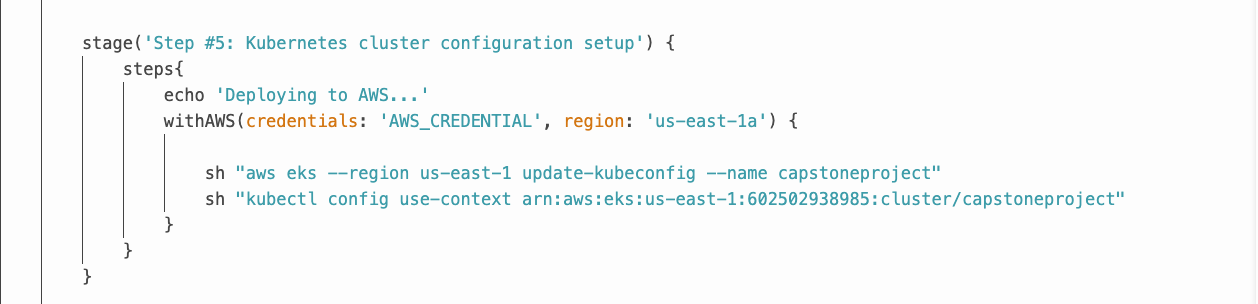 stage('Step #5: Kubernetes cluster configuration setup') {
steps{
echo 'Deploying to AWS...'
withAWS(credentials: 'AWS_CREDENTIAL', region: 'us-east-1a') {
sh "aws eks --region us-east-1 update-kubeconfig --name capstoneproject"
sh "kubectl config use-context arn:aws:eks:us-east-1:602502938985:cluster/capstoneproject"
}
}
}